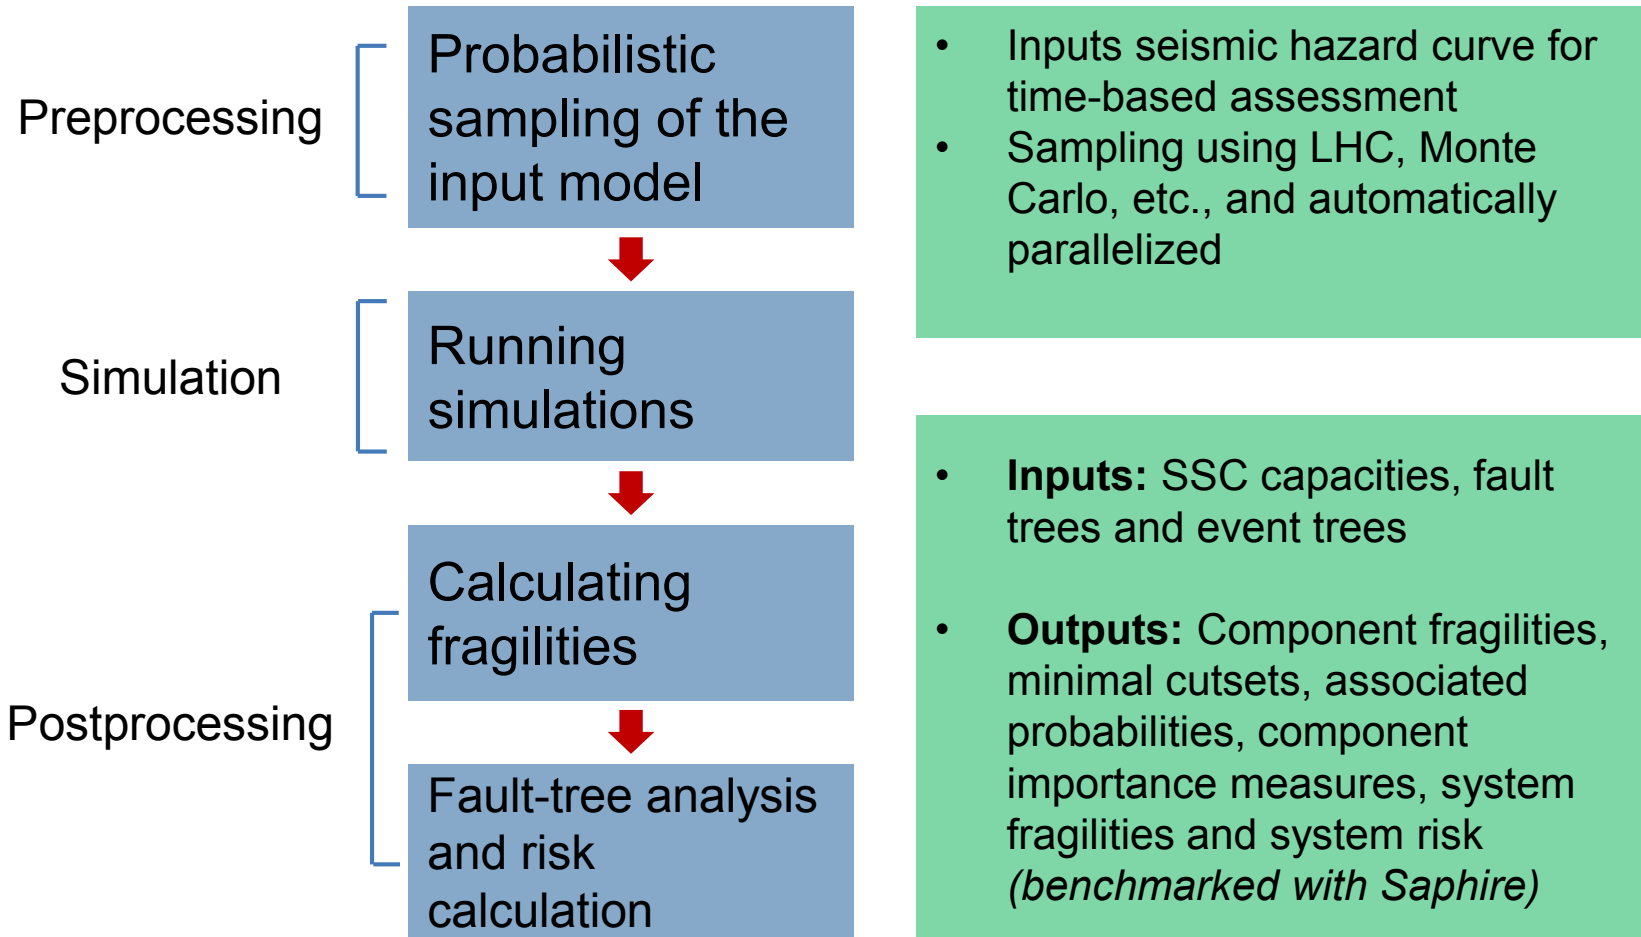 Preprocessing
Probabilistic
sampling of the
input model
Simulation
Running
simulations
Postprocessing
Calculating
fragilities
Fault-tree analysis
and risk
calculation
• Inputs seismic hazard curve for
time-based assessment
• Sampling using LHC, Monte
Carlo, etc., and automatically
parallelized
• Inputs: SSC capacities, fault
trees and event trees
• Outputs: Component fragilities,
minimal cutsets, associated
probabilities, component
importance measures, system
fragilities and system risk
(benchmarked with Saphire)